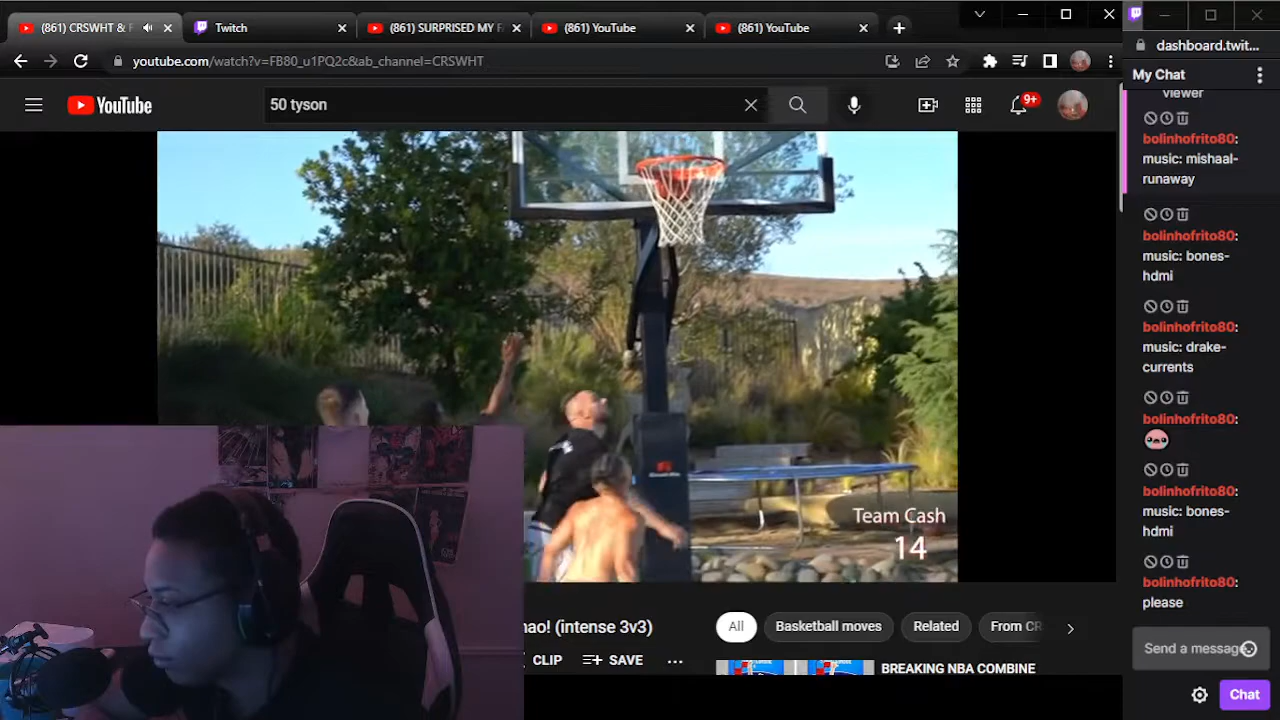 (861) CRSWHT & F
Twitch
(861) SURPRISED MY F
(861) YouTube
(861) YouTube
youtube.com/watch?v=FB80_u1PQ2c&ab_channel=CRSWHT
YouTube
50 tyson
9+
Team Cash
14
nao! (intense 3v3)
CLIP
SAVE
All
Basketball moves
Related
From CR
BREAKING NBA COMBINE
dashboard.twit...
My Chat
viewer
bolinhofrito80:
music: mishaal-
runaway
bolinhofrito80:
music: bones-
hdmi
bolinhofrito80:
music: drake-
currents
bolinhofrito80:
bolinhofrito80:
music: bones-
hdmi
bolinhofrito80:
please
Send a message
Chat